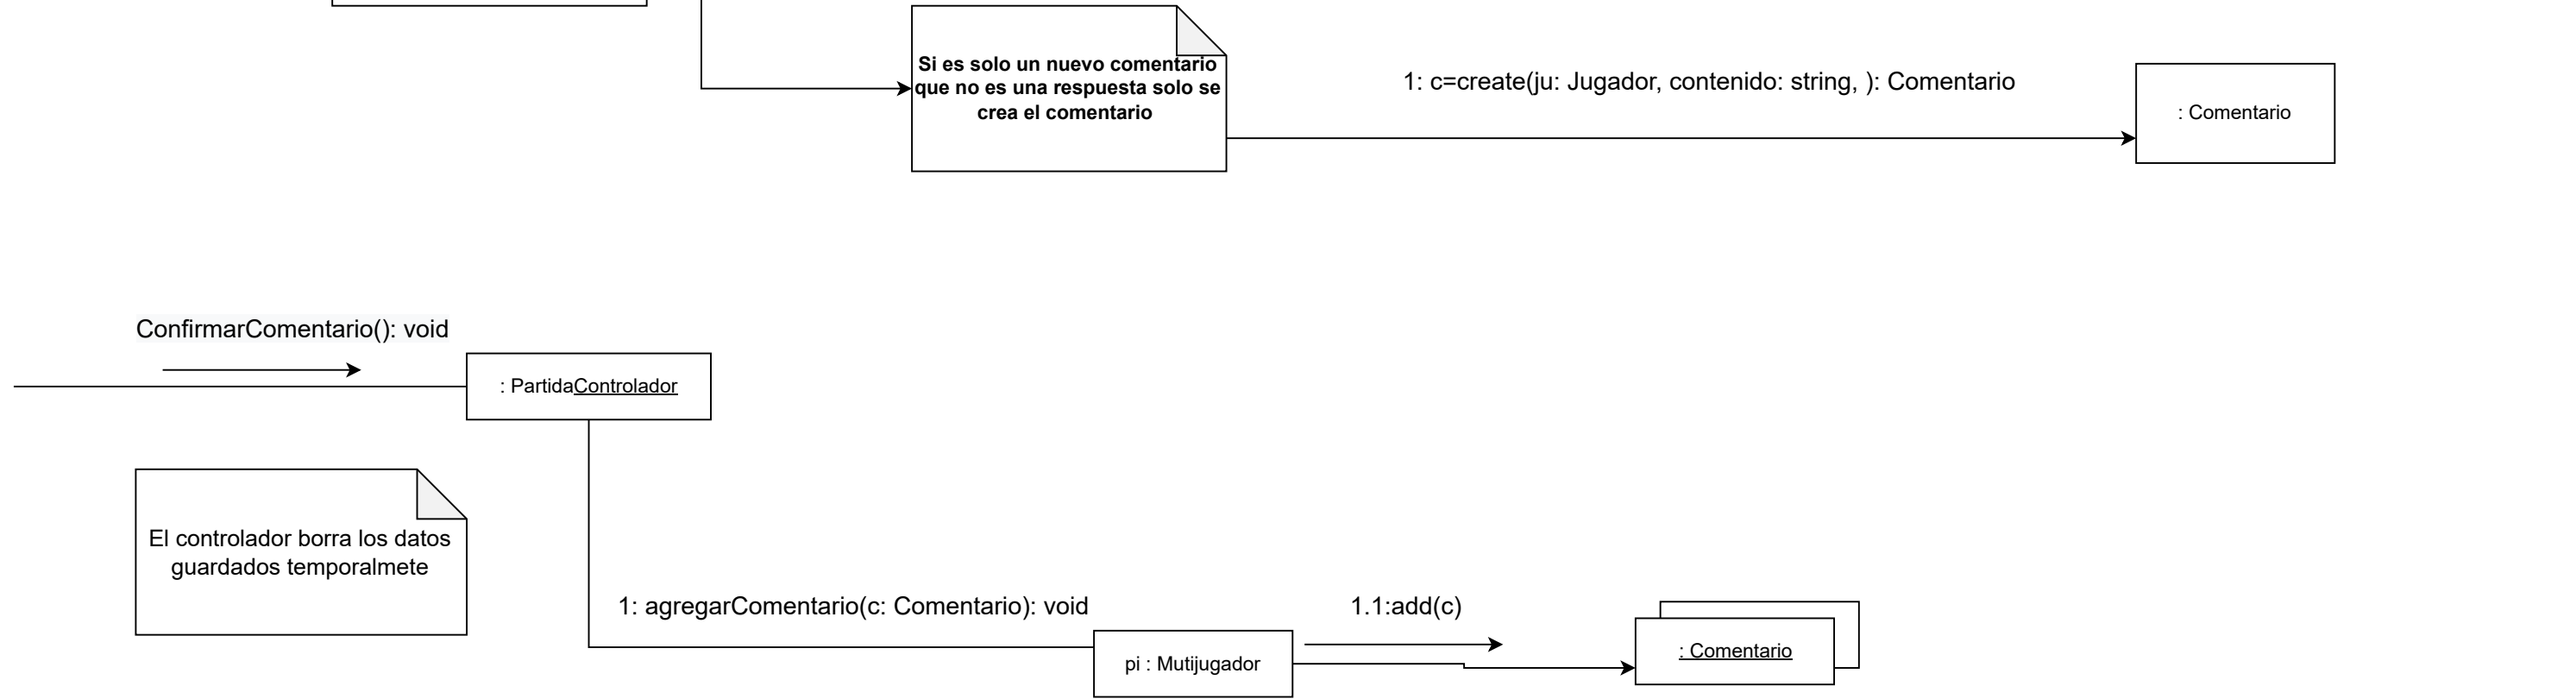 Si es solo un nuevo comentario
que no es una respuesta solo se
crea el comentario
1: c=create(ju: Jugador, contenido: string, ): Comentario
: Comentario
ConfirmarComentario(): void
: PartidaControlador
El controlador borra los datos
guardados temporalmete
1: agregarComentario(c: Comentario): void
1.1:add(c)
pi : Mutijugador
: Comentario